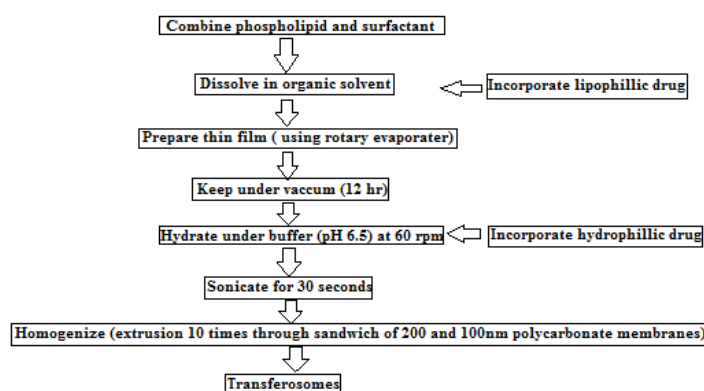 Combine phospholipid and surfactant
Dissolve in organic solvent
Incorporate lipophillic drug
Prepare thin film ( using rotary evaporater)
Keep under vaccum (12 hr)
Hydrate under buffer (pH 6.5) at 60 rpm
Incorporate hydrophillic drug
Sonicate for 30 seconds
Homogenize (extrusion 10 times through sandwich of 200 and 100nm polycarbonate membranes)
Transferosomes